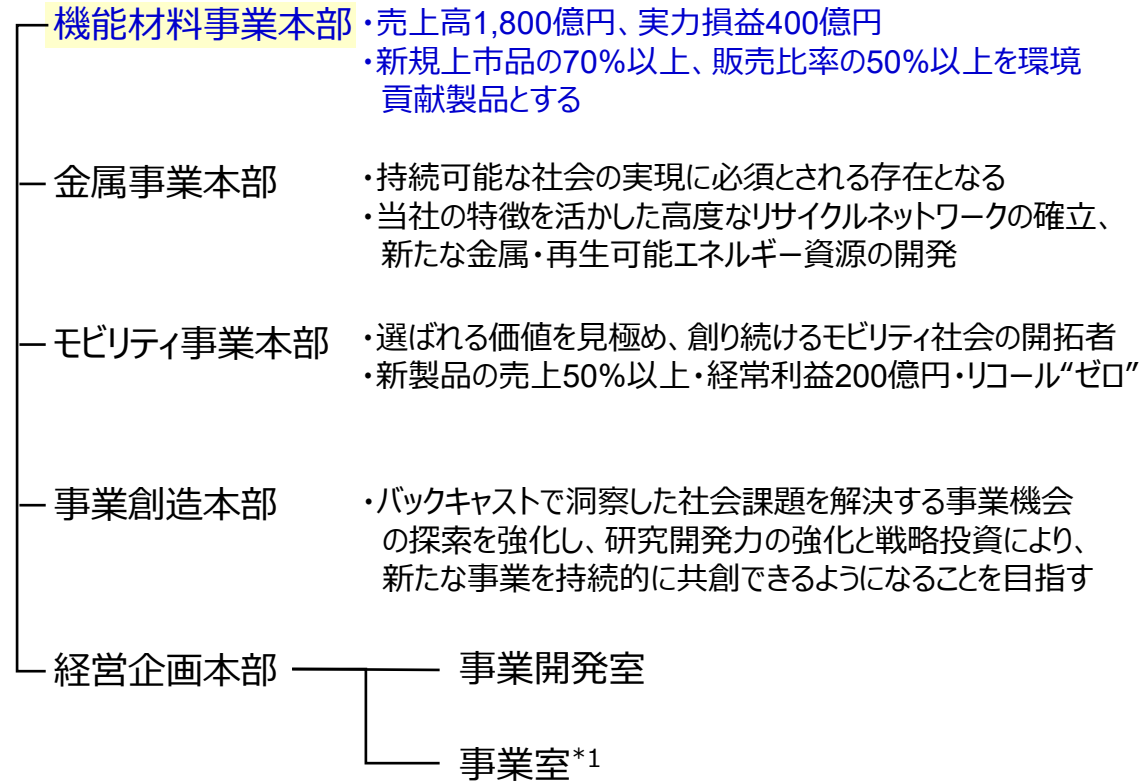 機能材料事業本部
・売上高1,800億円、実力損益400億円
・新規上市品の70%以上、販売比率の50%以上を環境
貢献製品とする
金属事業本部
・持続可能な社会の実現に必須とされる存在となる
・当社の特徴を活かした高度なリサイクルネットワークの確立、
新たな金属・再生可能エネルギー資源の開発
モビリティ事業本部
・選ばれる価値を見極め、創り続けるモビリティ社会の開拓者
・新製品の売上50%以上・経常利益200億円・リコール“ゼロ”
事業創造本部
・バックキャストで洞察した社会課題を解決する事業機会
の探索を強化し、研究開発力の強化と戦略投資により、
新たな事業を持続的に共創できるようになることを目指す
経営企画本部
事業開発室
事業室*1